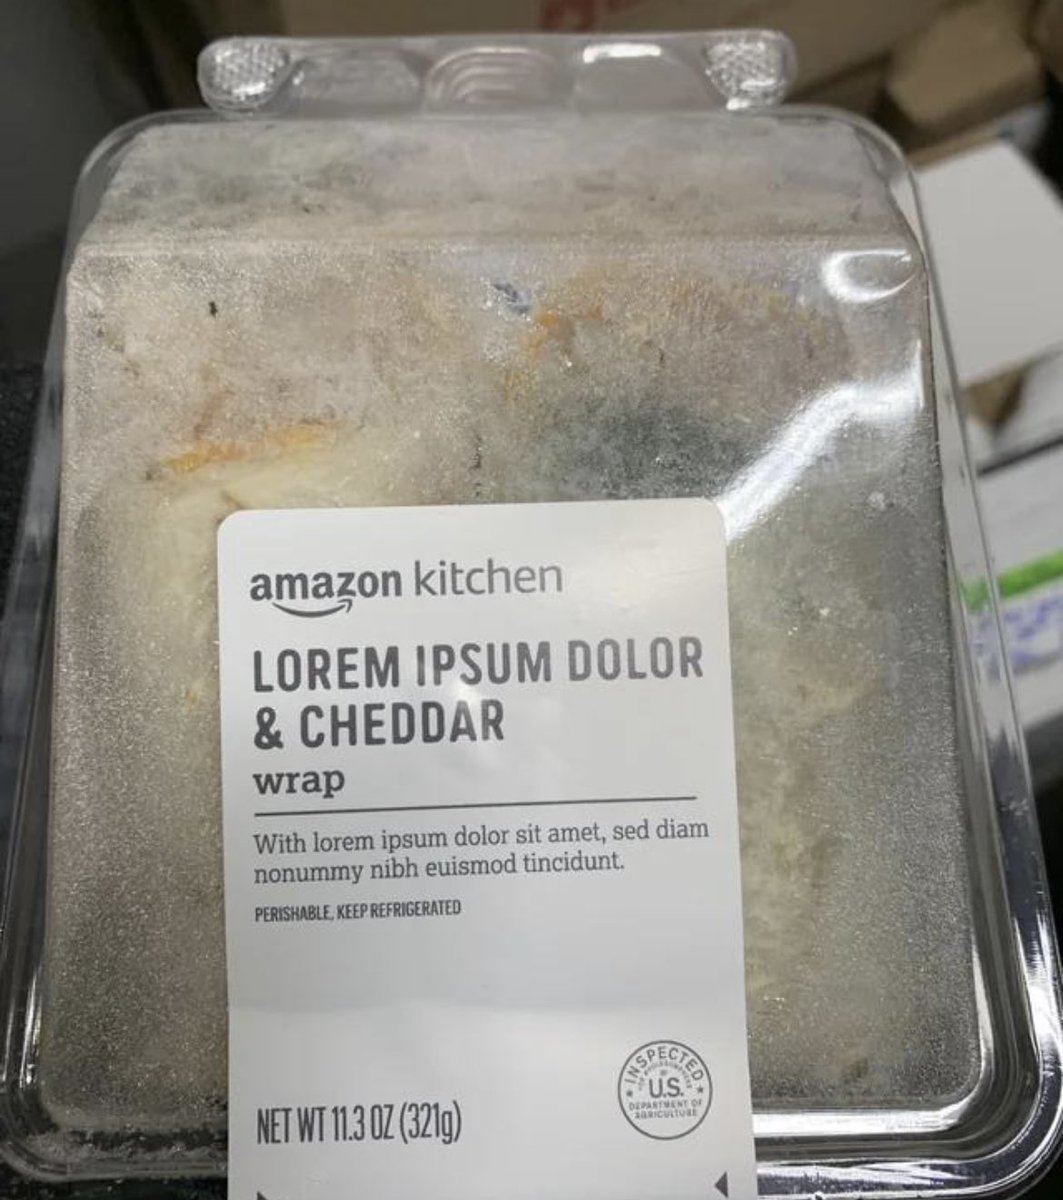 amazon kitchen
LOREM IPSUM DOLOR
& CHEDDAR
wrap
With lorem ipsum dolor sit amet, sed diam
nonummy nibh euismod tincidunt.
PERISHABLE, KEEP REFRIGERATED
NET WT 11.3 OZ (321g)
INSPECTED
U.S.
DEPARTMENT OF
AGRICULTURE